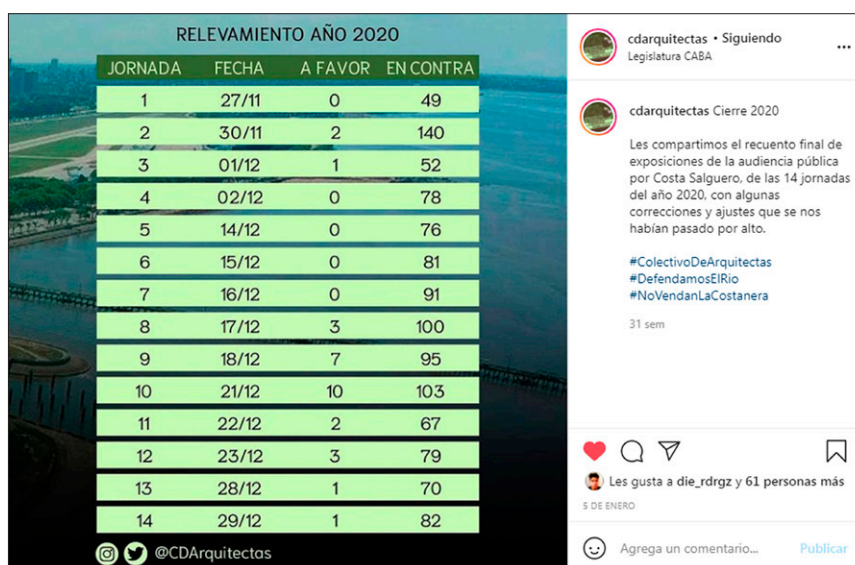 RELEVAMIENTO AÑO 2020
JORNADA FECHA A FAVOR EN CONTRA
1 27/11 0 49
2 30/11 2 140
3 01/12 1 52
4 02/12 0 78
5 14/12 0 76
6 15/12 0 81
7 16/12 0 91
8 17/12 3 100
9 18/12 7 95
10 21/12 10 103
11 22/12 2 67
12 23/12 3 79
13 28/12 1 70
14 29/12 1 82
@CDArquitectas
cdarquitectas • Siguiendo
Legislatura CABA
cdarquitectas Cierre 2020
Les compartimos el recuento final de
exposiciones de la audiencia pública
por Costa Salguero, de las 14 jornadas
del año 2020, con algunas
correcciones y ajustes que se nos
habían pasado por alto.
#ColectivoDeArquitectas
#DefendamosElRio
#NoVendanLaCostanera
31 sem
Les gusta a die_rdrgz y 61 personas más
5 DE ENERO
Agrega un comentario... Publicar